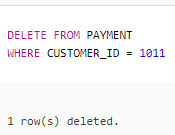 DELETE FROM PAYMENT
WHERE CUSTOMER_ID = 1011
1 row(s) deleted.